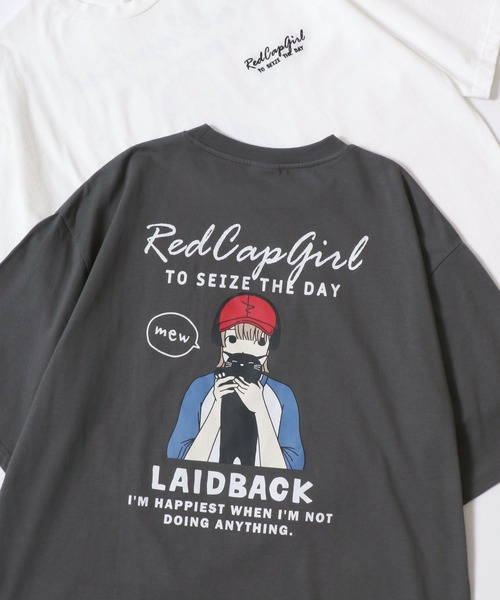 RedCapGirl
TO SEIZE THE DAY
RedCapGirl
TO SEIZE THE DAY
mew
LAIDBACK
I'M HAPPIEST WHEN I'M NOT
DOING ANYTHING.